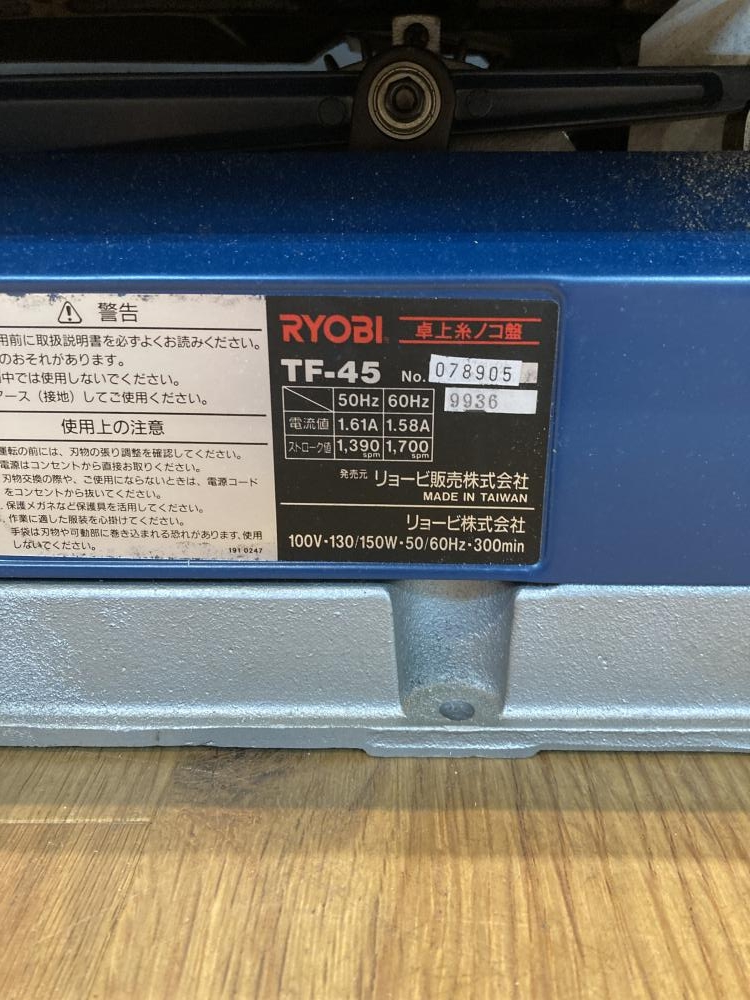 警告
用前に取扱説明書を必ずよくお読みください。
のおそれがあります。
中では使用しないでください。
アース（接地）してご使用ください。
使用上の注意
運転の前には、刃物の張り調整を確認してください。
電源はコンセントから直接お取りください。
刃物交換の際や、ご使用にならないときは、電源コード
をコンセントから抜いてください。
保護メガネなど保護具を活用してください。
作業に適した服装を心掛けてください。
手袋は刃物や可動部に巻き込まれる恐れがあります、使用
しないでください。
191 0247
RYOBI 卓上糸ノコ盤
TF-45 No. 078905
9936
50Hz 60Hz
電流値 1.61A 1.58A
ストローク値 1,390spm 1,700spm
発売元 リョービ販売株式会社
MADE IN TAIWAN
リョービ株式会社
100V・130/150W・50/60Hz・300min